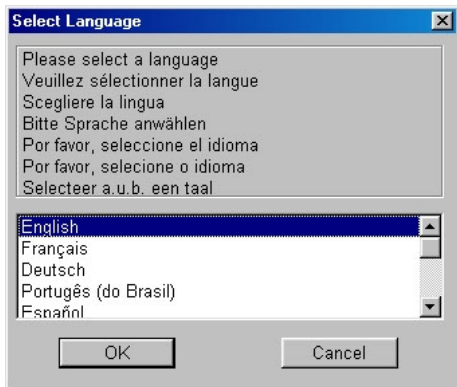 Select Language
Please select a language
Veuillez sélectionner la langue
Scegliere la lingua
Bitte Sprache anwählen
Por favor, seleccione el idioma
Por favor, selecione o idioma
Selecteer a.u.b. een taal
English
Français
Deutsch
Portugês (do Brasil)
Español
OK
Cancel